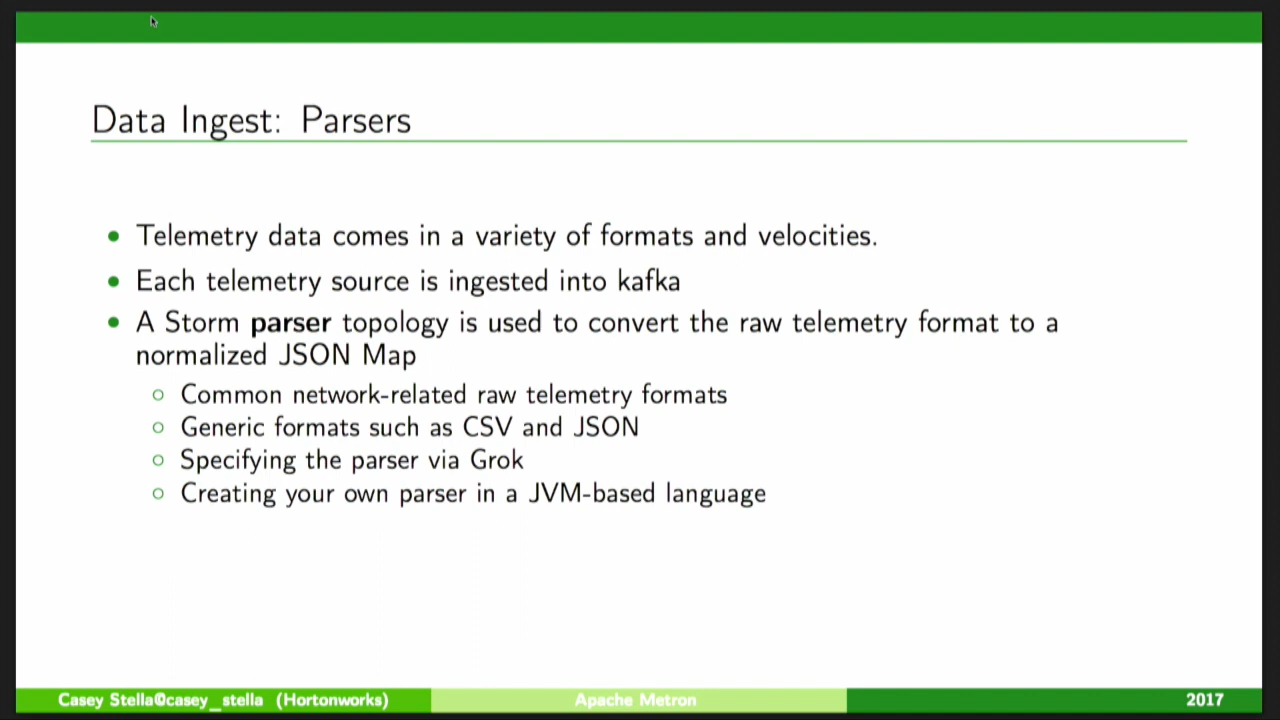 Data Ingest: Parsers
Telemetry data comes in a variety of formats and velocities.
Each telemetry source is ingested into kafka
A Storm parser topology is used to convert the raw telemetry format to a
normalized JSON Map
Common network-related raw telemetry formats
Generic formats such as CSV and JSON
Specifying the parser via Grok
Creating your own parser in a JVM-based language
Casey Stella@casey_stella (Hortonworks)
Apache Metron
2017